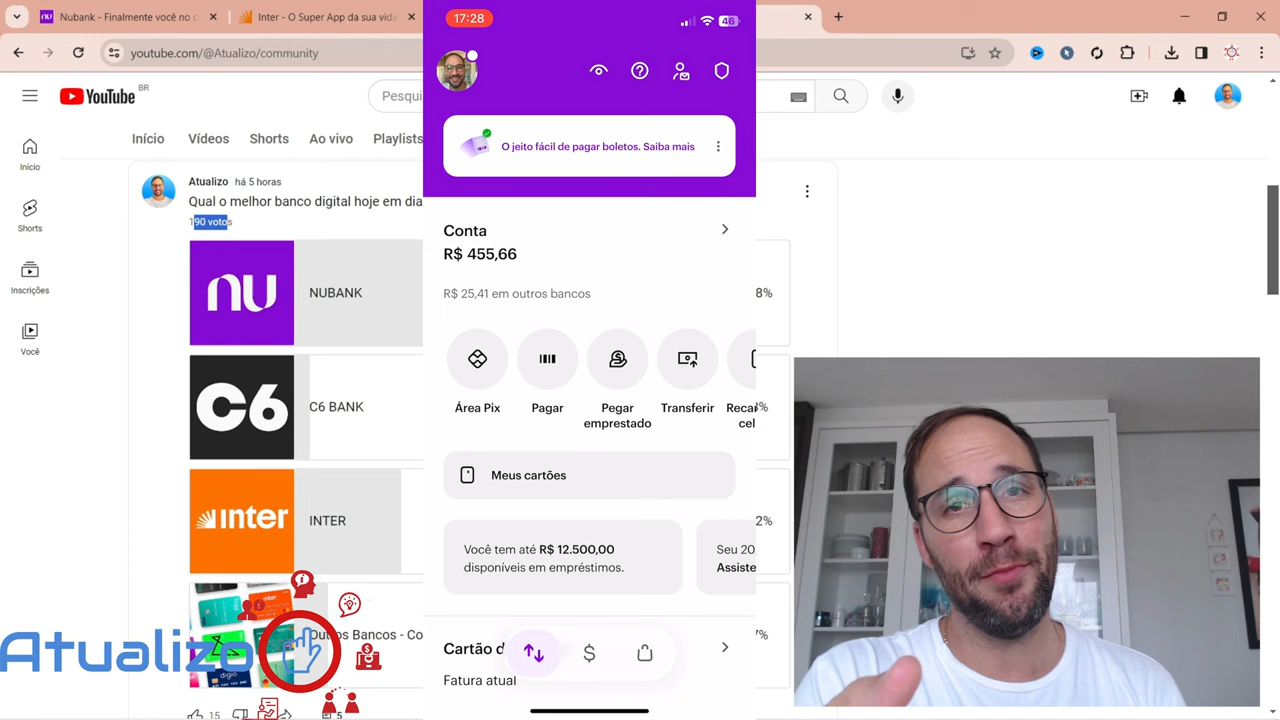 Nubank - Finalmente você no c
Inter - O Super App da sua vida
17:28
46
youtube.com/@Atualizo/community
YouTube
BR
Pesqui
Início
Vídeos
Shorts
Ao vivo
Playlists
O jeito fácil de pagar boletos. Saiba mais
Início
Shorts
Inscrições
Você
Atualizo
há 5 horas
Qual o melhor banco digital hoje em dia
190 votos
nu
NUBANK
8%
C6
C6 BANK
%
inter
INTER
2%
digio
Outros Bancos - Co
7%
15
5
Conta
R$ 455,66
R$ 25,41 em outros bancos
Área Pix
Pagar
Pegar
emprestado
Transferir
Recar
cel
Meus cartões
Você tem até R$ 12.500,00
disponíveis em empréstimos.
Seu 20
Assiste
Cartão d
Fatura atual
Atualizo